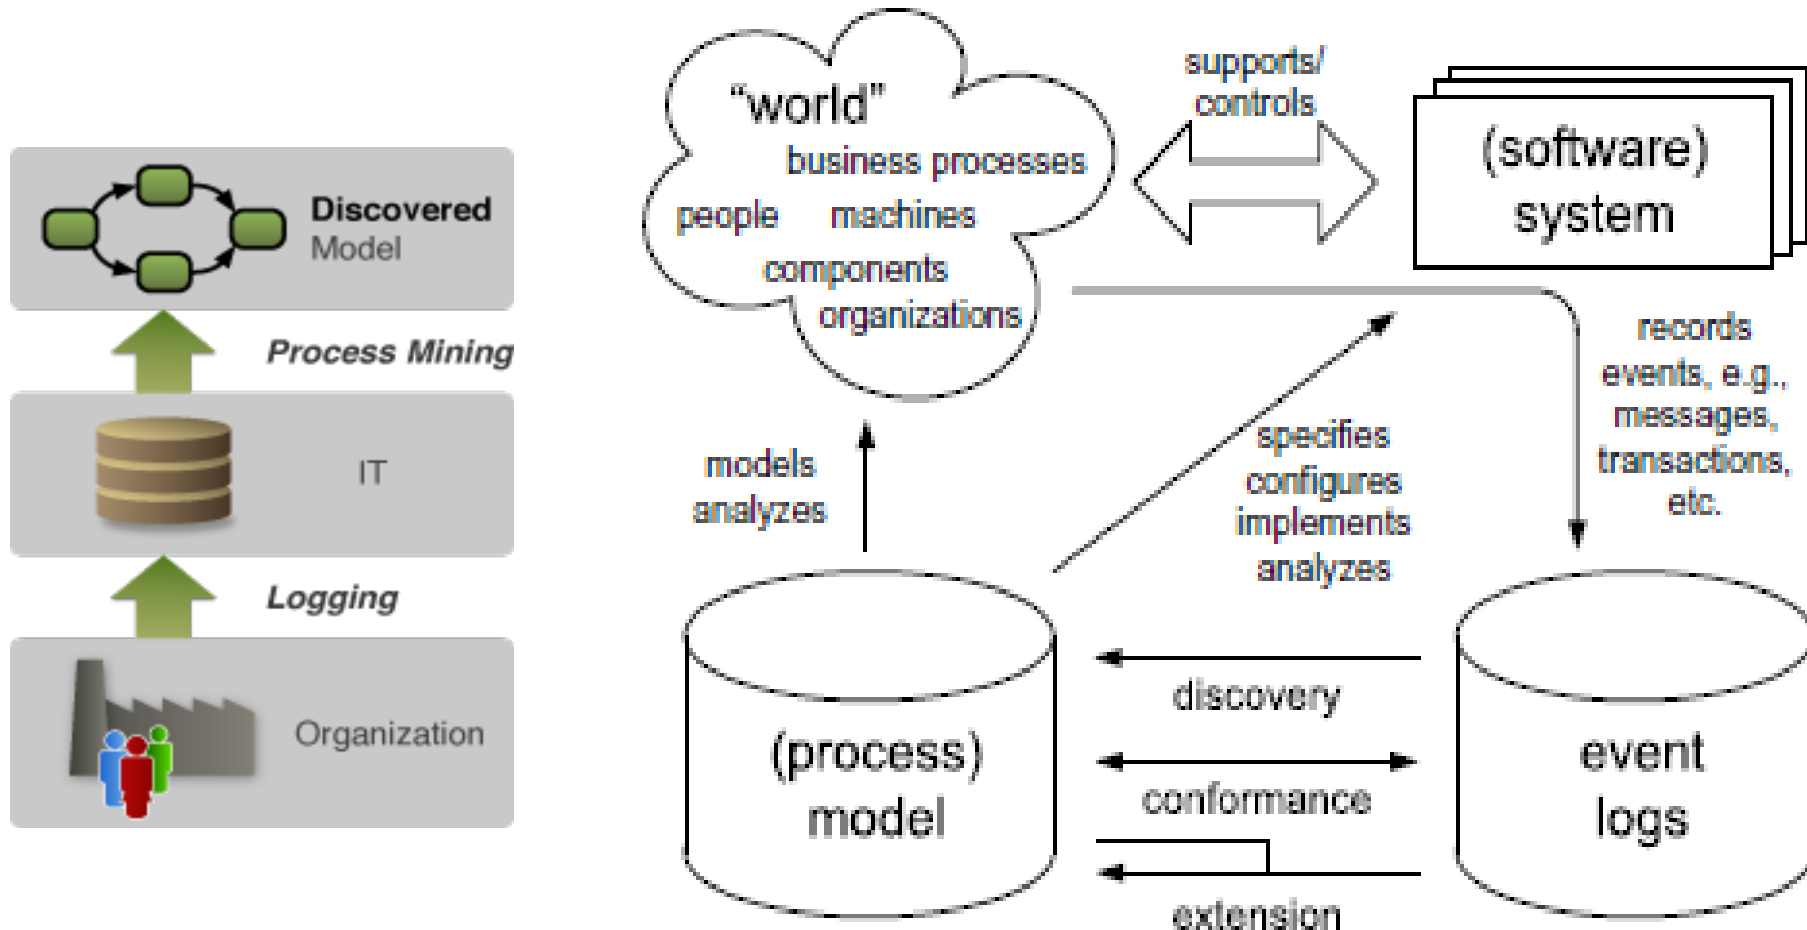 Discovered
Model
Process Mining
IT
Logging
Organization
“world”
business processes
people machines
components
organizations
supports/
controls
(software)
system
records
events, e.g.,
messages,
transactions,
etc.
models
analyzes
specifies
configures
implements
analyzes
(process)
model
discovery
conformance
extension
event
logs